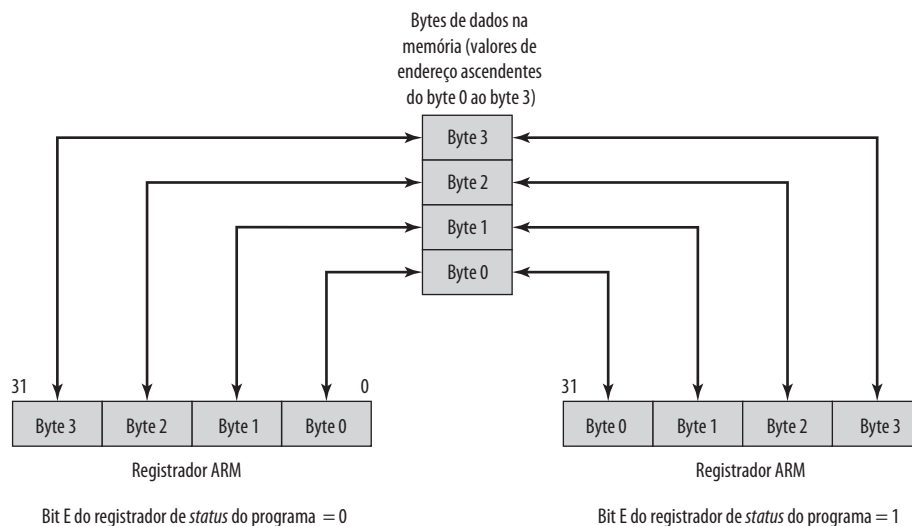 Bytes de dados na
memória (valores de
endereço ascendentes
do byte 0 ao byte 3)
Byte 3
Byte 2
Byte 1
Byte 0
31 0
Byte 3 Byte 2 Byte 1 Byte 0
Registrador ARM
Bit E do registrador de status do programa = 0
31
Byte 0 Byte 1 Byte 2 Byte 3
Registrador ARM
Bit E do registrador de status do programa = 1